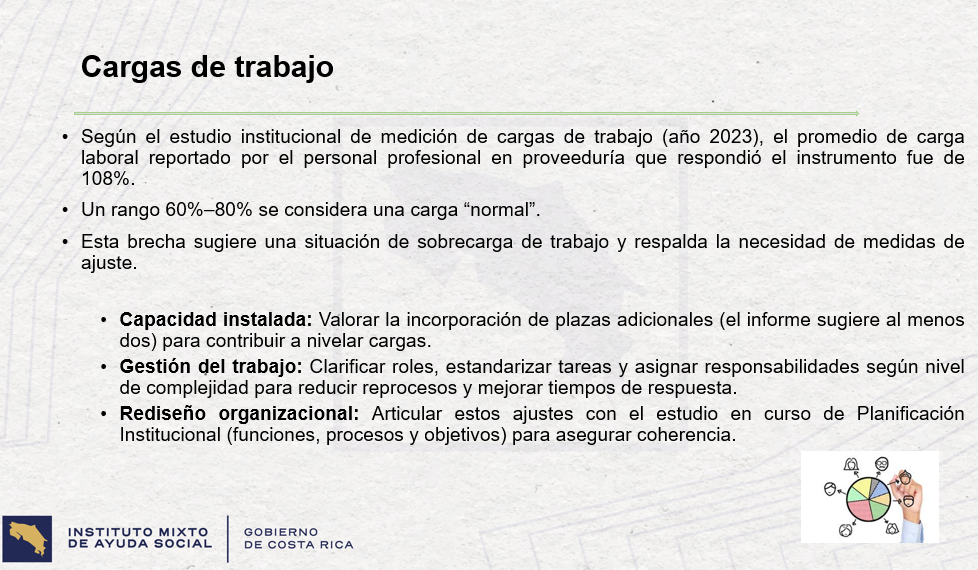 Cargas de trabajo
• Según el estudio institucional de medición de cargas de trabajo (año 2023), el promedio de carga
laboral reportado por el personal profesional en proveeduría que respondió el instrumento fue de
108%.
• Un rango 60%–80% se considera una carga “normal”.
• Esta brecha sugiere una situación de sobrecarga de trabajo y respalda la necesidad de medidas de
ajuste.
• Capacidad instalada: Valorar la incorporación de plazas adicionales (el informe sugiere al menos
dos) para contribuir a nivelar cargas.
• Gestión del trabajo: Clarificar roles, estandarizar tareas y asignar responsabilidades según nivel
de complejidad para reducir reprocesos y mejorar tiempos de respuesta.
• Rediseño organizacional: Articular estos ajustes con el estudio en curso de Planificación
Institucional (funciones, procesos y objetivos) para asegurar coherencia.
INSTITUTO MIXTO
DE AYUDA SOCIAL
GOBIERNO
DE COSTA RICA